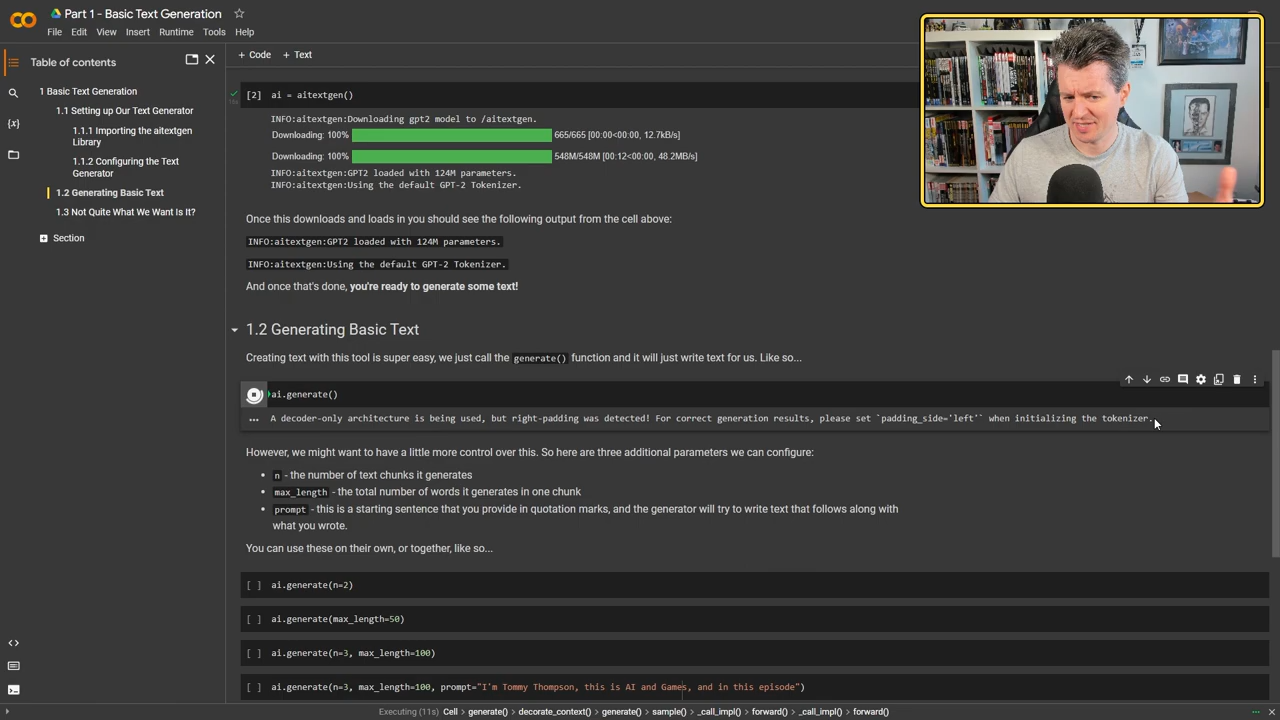 Part 1 - Basic Text Generation
File Edit View Insert Runtime Tools Help
Table of contents
1 Basic Text Generation
1.1 Setting up Our Text Generator
1.1.1 Importing the aitextgen
Library
1.1.2 Configuring the Text
Generator
1.2 Generating Basic Text
1.3 Not Quite What We Want Is It?
Section
+ Code + Text
[2] ai = aitextgen()
INFO:aitextgen:Downloading gpt2 model to /aitextgen.
Downloading: 100% 665/665 [00:00<00:00, 12.7kB/s]
Downloading: 100% 548M/548M [00:12<00:00, 48.2MB/s]
INFO:aitextgen:GPT2 loaded with 124M parameters.
INFO:aitextgen:Using the default GPT-2 Tokenizer.
Once this downloads and loads in you should see the following output from the cell above:
INFO:aitextgen:GPT2 loaded with 124M parameters.
INFO:aitextgen:Using the default GPT-2 Tokenizer.
And once that's done, you're ready to generate some text!
1.2 Generating Basic Text
Creating text with this tool is super easy, we just call the generate() function and it will just write text for us. Like so...
ai.generate()
... A decoder-only architecture is being used, but right-padding was detected! For correct generation results, please set `padding_side='left'` when initializing the tokenizer.
However, we might want to have a little more control over this. So here are three additional parameters we can configure:
• n - the number of text chunks it generates
• max_length - the total number of words it generates in one chunk
• prompt - this is a starting sentence that you provide in quotation marks, and the generator will try to write text that follows along with
what you wrote.
You can use these on their own, or together, like so...
[ ] ai.generate(n=2)
[ ] ai.generate(max_length=50)
[ ] ai.generate(n=3, max_length=100)
[ ] ai.generate(n=3, max_length=100, prompt="I'm Tommy Thompson, this is AI and Games, and in this episode")
Executing (11s) Cell > generate() > decorate_context() > generate() > sample() > _call_impl() > forward() > _call_impl() > forward()